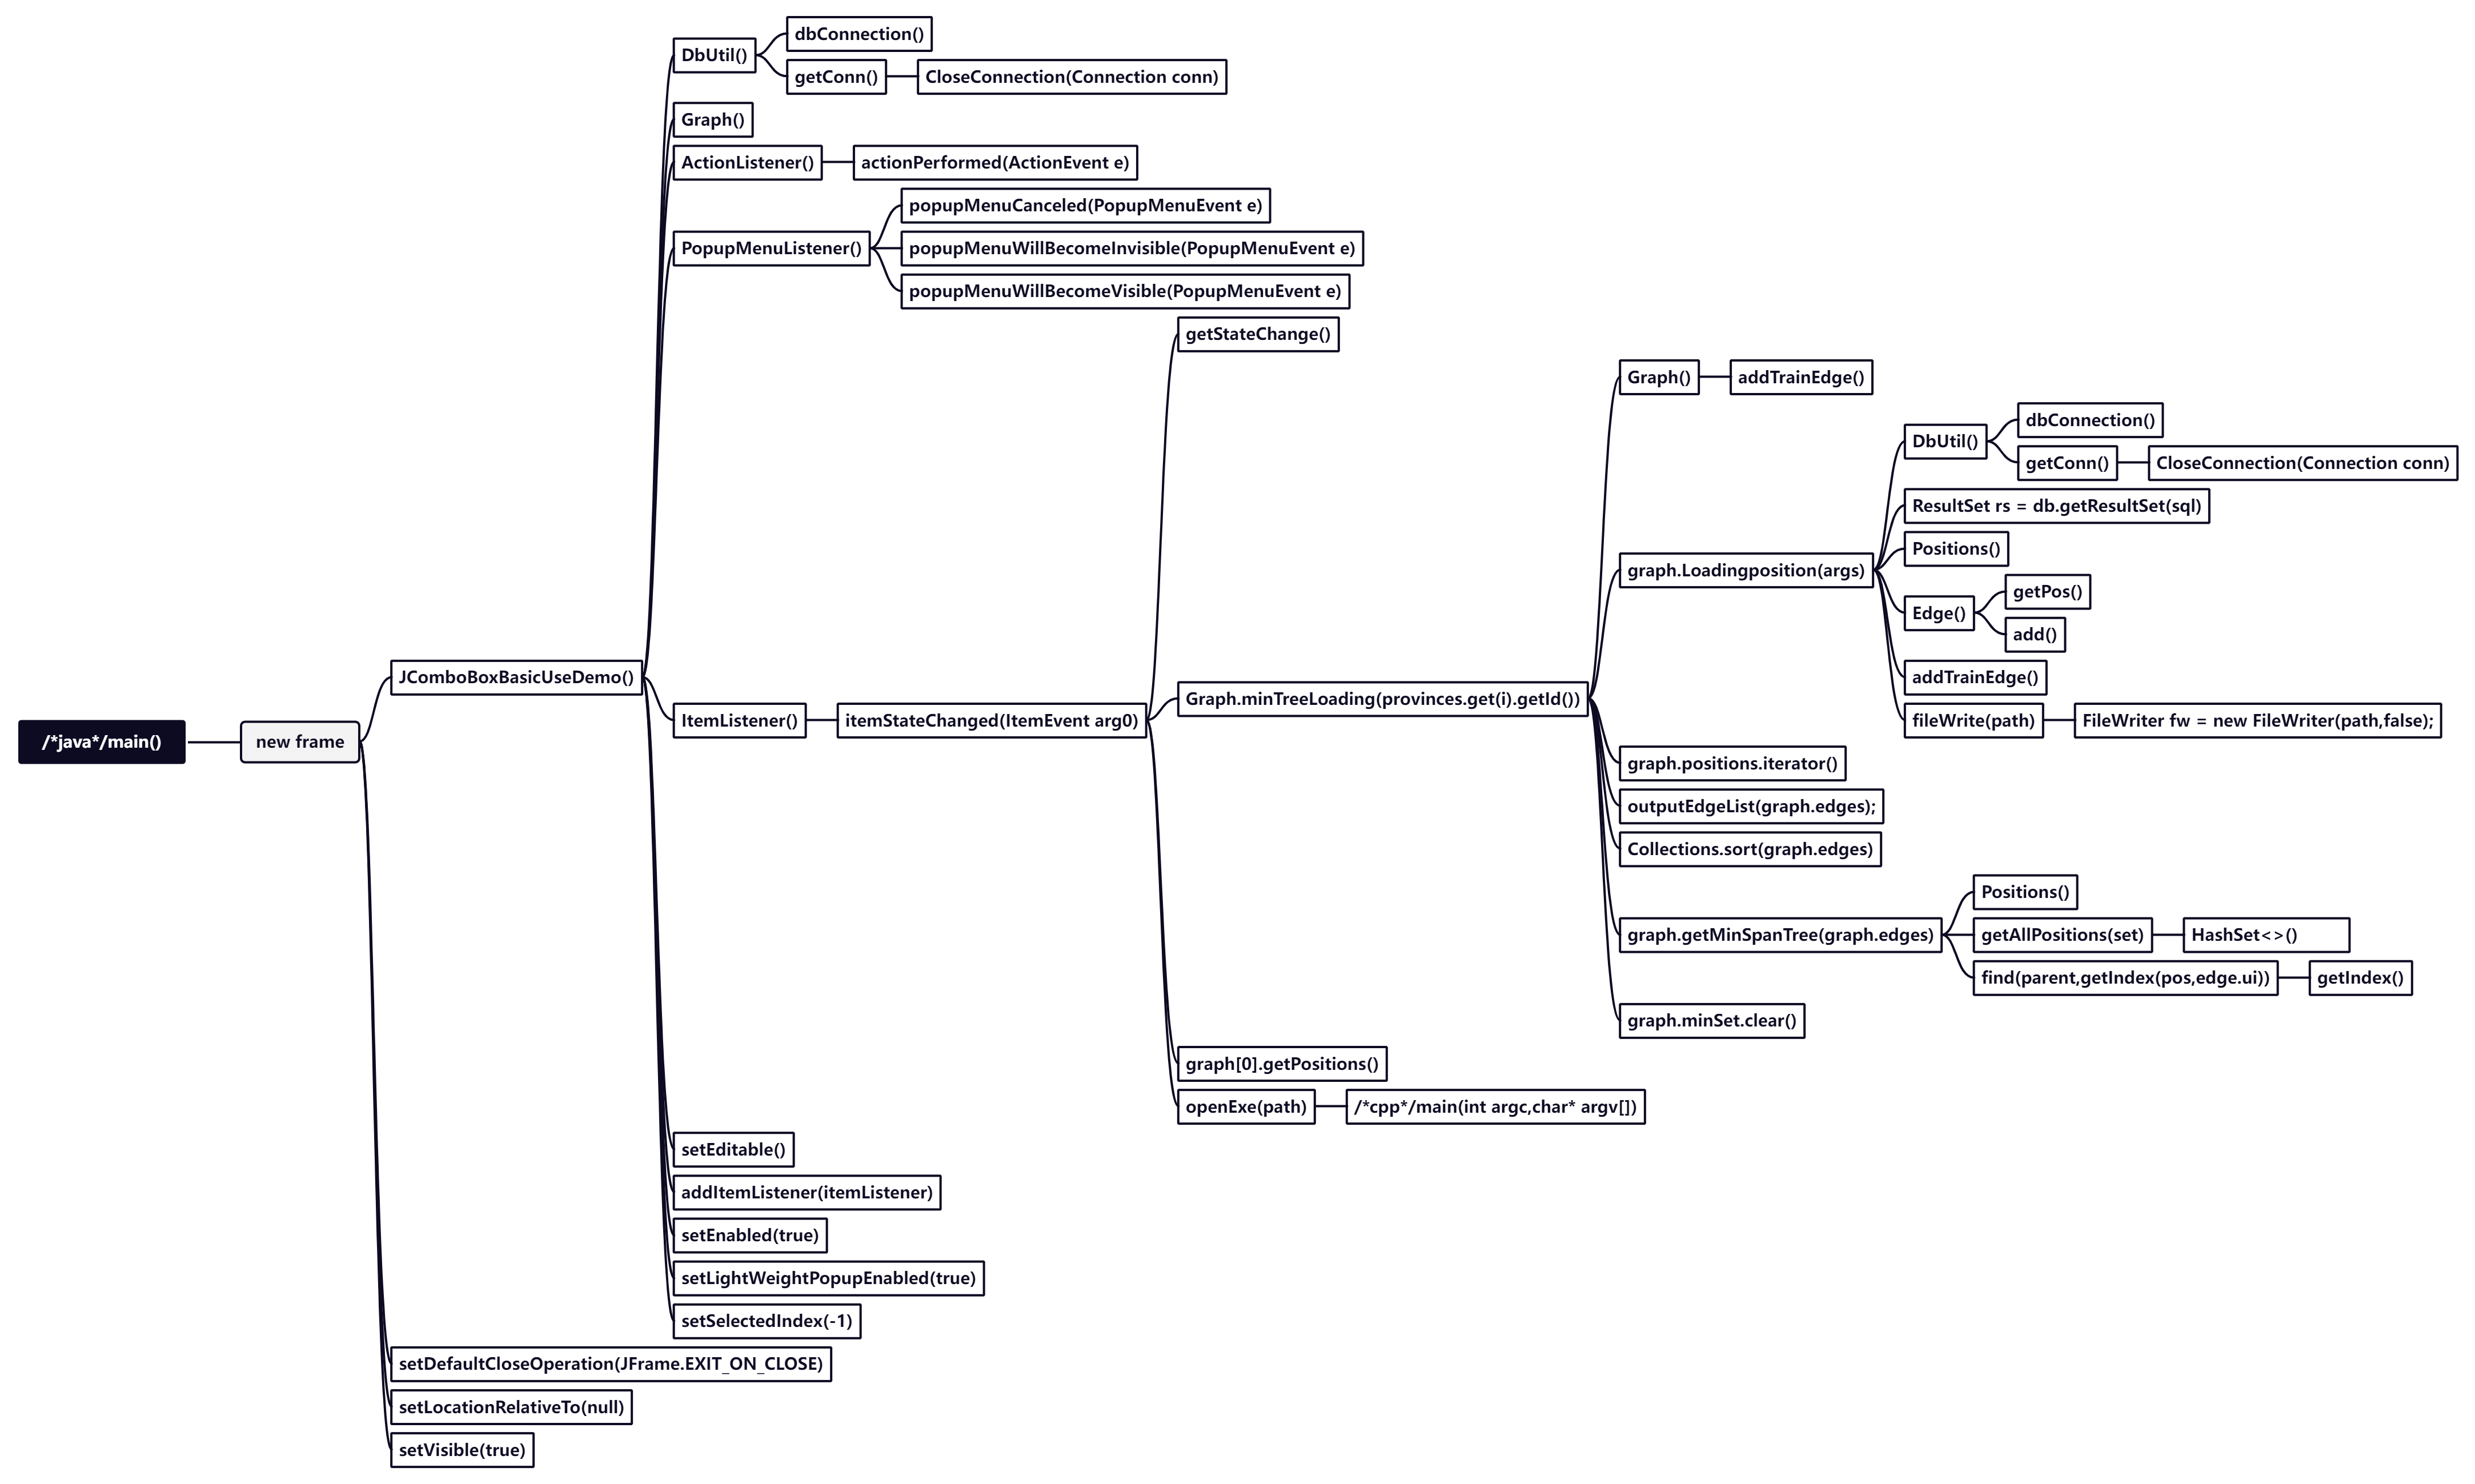 /*java*/main()
new frame
JComboBoxBasicUseDemo()
DbUtil()
dbConnection()
getConn()
CloseConnection(Connection conn)
Graph()
ActionListener()
actionPerformed(ActionEvent e)
PopupMenuListener()
popupMenuCanceled(PopupMenuEvent e)
popupMenuWillBecomeInvisible(PopupMenuEvent e)
popupMenuWillBecomeVisible(PopupMenuEvent e)
ItemListener()
itemStateChanged(ItemEvent arg0)
getStateChange()
Graph.minTreeLoading(provinces.get(i).getId())
Graph()
addTrainEdge()
graph.Loadingposition(args)
DbUtil()
dbConnection()
getConn()
CloseConnection(Connection conn)
ResultSet rs = db.getResultSet(sql)
Positions()
Edge()
getPos()
add()
addTrainEdge()
fileWrite(path)
FileWriter fw = new FileWriter(path,false);
graph.positions.iterator()
outputEdgeList(graph.edges);
Collections.sort(graph.edges)
graph.getMinSpanTree(graph.edges)
Positions()
getAllPositions(set)
HashSet<>()
find(parent,getIndex(pos,edge.ui))
getIndex()
graph.minSet.clear()
graph[0].getPositions()
openExe(path)
/*cpp*/main(int argc,char* argv[])
setEditable()
addItemListener(itemListener)
setEnabled(true)
setLightWeightPopupEnabled(true)
setSelectedIndex(-1)
setDefaultCloseOperation(JFrame.EXIT_ON_CLOSE)
setLocationRelativeTo(null)
setVisible(true)